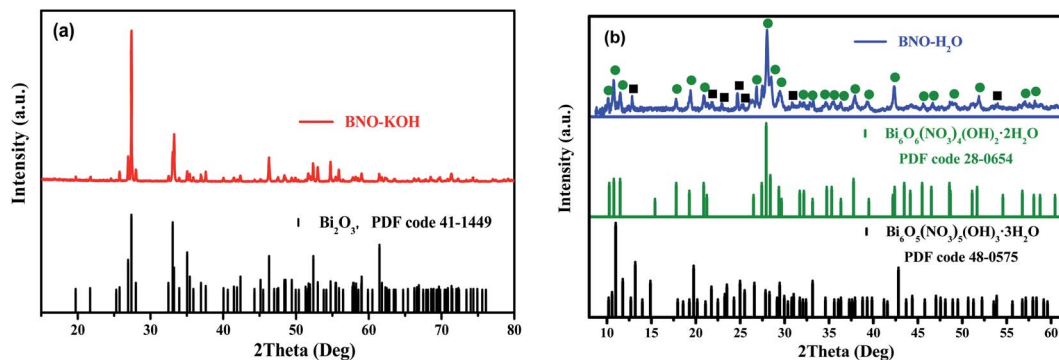 (a)
Intensity (a.u.)
BNO-KOH
Bi₂O₃, PDF code 41-1449
20 30 40 50 60 70 80
2Theta (Deg)
(b)
Intensity (a.u.)
BNO-H₂O
Bi₆O₆(NO₃)₄(OH)₂·2H₂O
PDF code 28-0654
Bi₆O₅(NO₃)₅(OH)₃·3H₂O
PDF code 48-0575
10 15 20 25 30 35 40 45 50 55 60
2Theta (Deg)